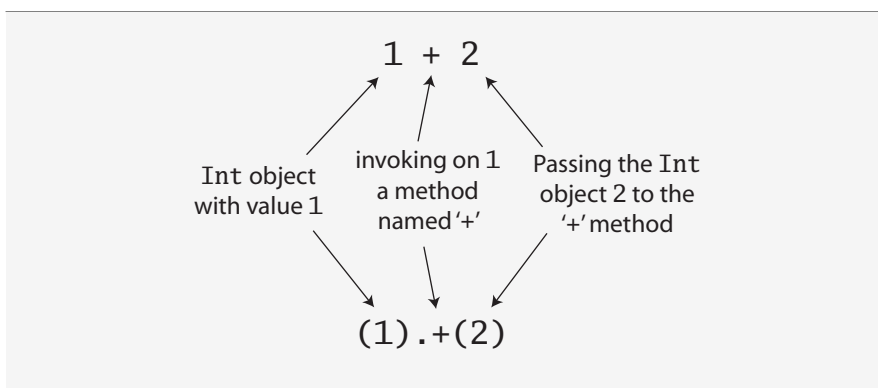 1 + 2
Int object
with value 1
invoking on 1
a method
named ‘+’
Passing the Int
object 2 to the
‘+’ method
(1).+(2)